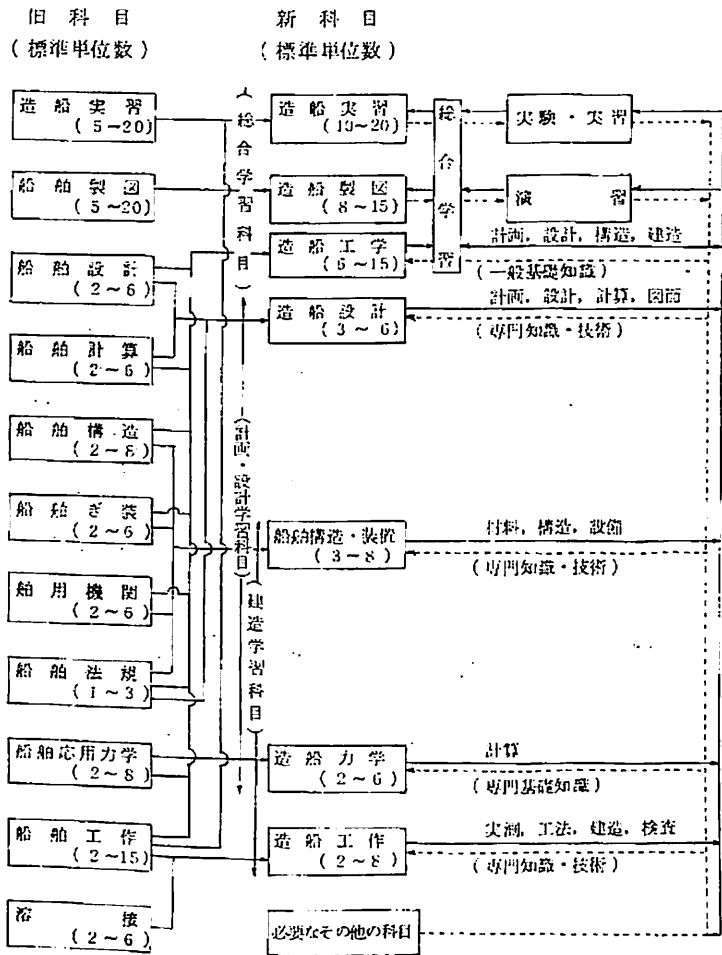 旧科目
(標準単位数)
新科目
(標準単位数)
造船実習
(5~20)
船舶製図
(5~20)
船舶設計
(2~6)
船舶計算
(2~6)
船舶構造
(2~8)
船舶ぎ装
(2~6)
舶用機関
(2~6)
船舶法規
(1~3)
船舶応用力学
(2~8)
船舶工作
(2~15)
溶接
(2~6)
(総合学習科目)
(計画・設計学習科目)
(建造学習科目)
造船実習
(10~20)
造船製図
(8~15)
造船工学
(6~15)
造船設計
(3~6)
船舶構造・装置
(3~8)
造船力学
(2~6)
造船工作
(2~8)
必要なその他の科目
総合学習
実験・実習
演習
計画,設計,構造,建造
(一般基礎知識)
計画,設計,計算,図面
(専門知識・技術)
材料,構造,設備
(専門知識・技術)
計算
(専門基礎知識)
実測,工法,建造,検査
(専門知識・技術)